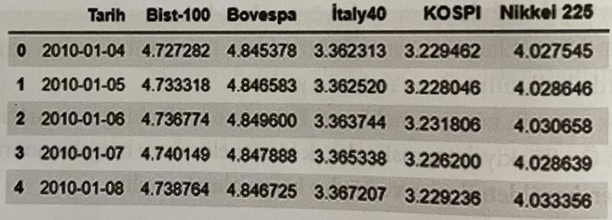 Tarih Bist-100 Bovespa İtaly40 KOSPI Nikkei 225
0 2010-01-04 4.727282 4.845378 3.362313 3.229462 4.027545
1 2010-01-05 4.733318 4.846583 3.362520 3.228046 4.028646
2 2010-01-06 4.736774 4.849600 3.363744 3.231806 4.030658
3 2010-01-07 4.740149 4.847888 3.365338 3.226200 4.028639
4 2010-01-08 4.738764 4.846725 3.367207 3.229236 4.033356